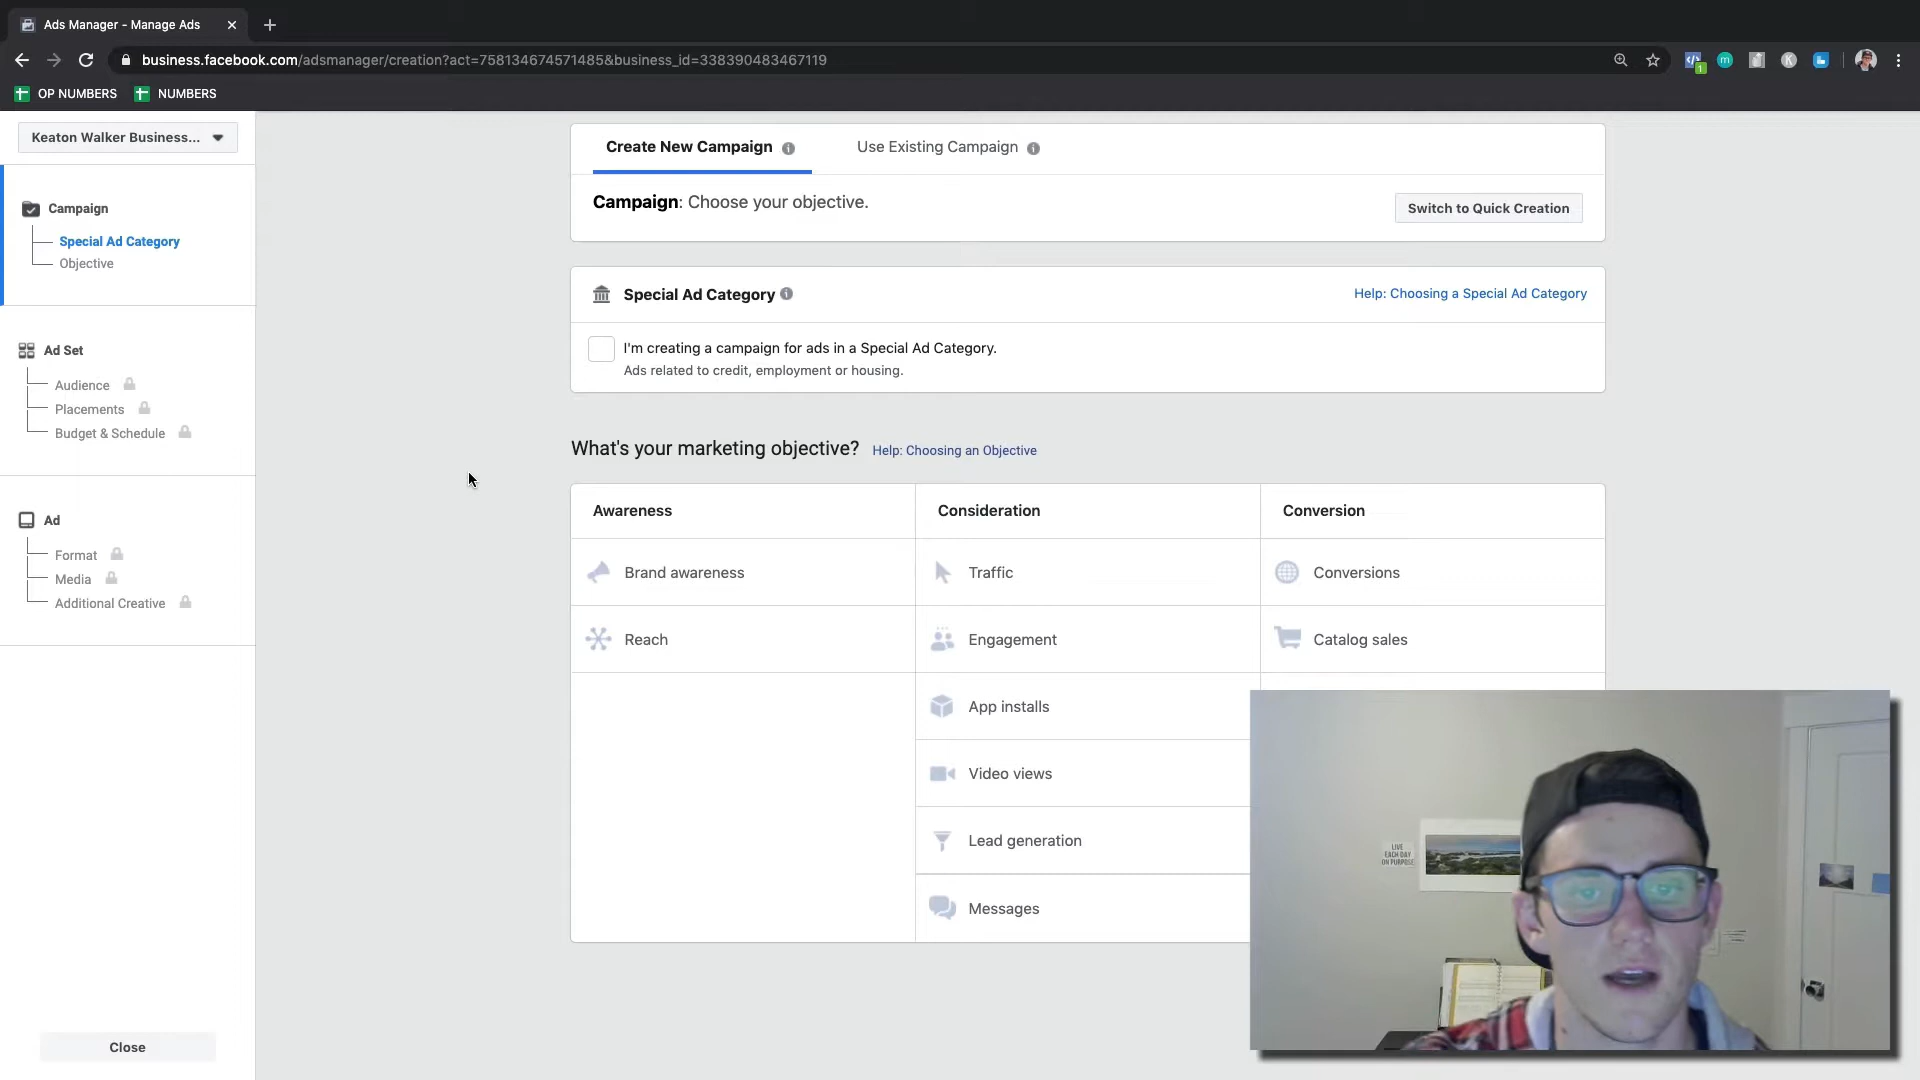 Ads Manager - Manage Ads
business.facebook.com/adsmanager/creation?act=758134674571485&business_id=338390483467119
1
m
K
OP NUMBERS
NUMBERS
Keaton Walker Business...
Campaign
Special Ad Category
Objective
Ad Set
Audience
Placements
Budget & Schedule
Ad
Format
Media
Additional Creative
Close
Create New Campaign
Use Existing Campaign
Campaign: Choose your objective.
Switch to Quick Creation
Special Ad Category
Help: Choosing a Special Ad Category
I'm creating a campaign for ads in a Special Ad Category.
Ads related to credit, employment or housing.
What's your marketing objective?
Help: Choosing an Objective
Awareness
Consideration
Conversion
Brand awareness
Traffic
Conversions
Reach
Engagement
Catalog sales
App installs
Video views
Lead generation
Messages
LIVE
EACH DAY
ON PURPOSE